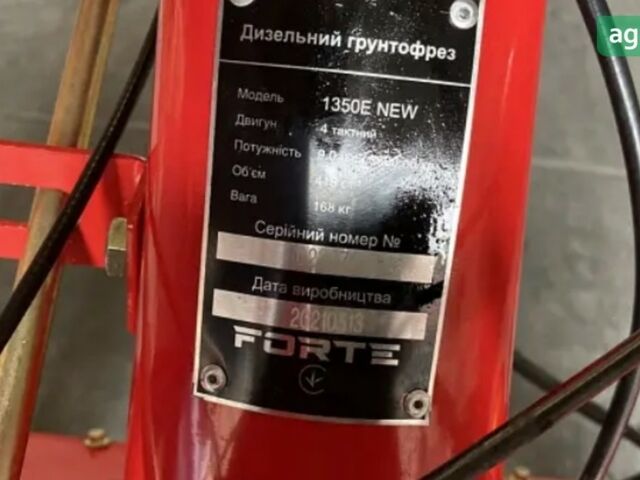 ag
Дизельний грунтофрез
Модель 1350E NEW
Двигун 4 тактний
Потужність
Об'єм
Вага 168 кг
Серійний номер №
Дата виробництва
20210513
FORTE